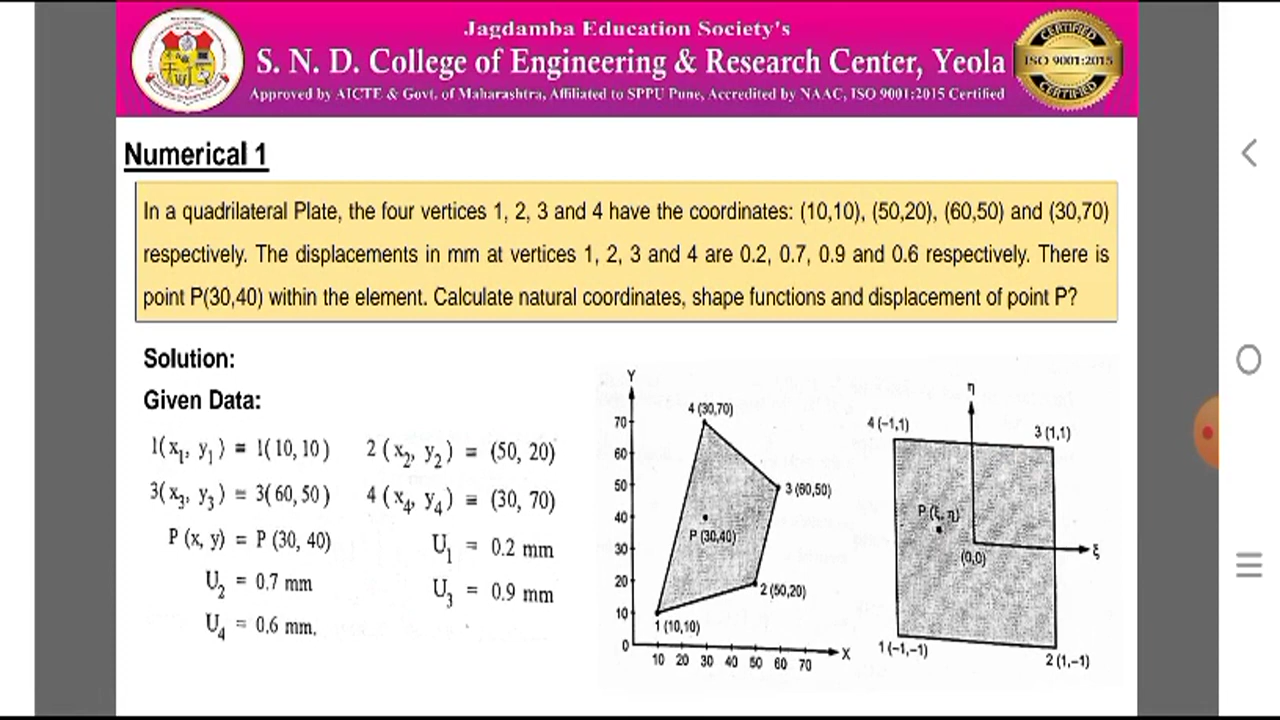 Jagdamba Education Society's
S. N. D. College of Engineering & Research Center, Yeola
Approved by AICTE & Govt. of Maharashtra, Affiliated to SPPU Pune, Accredited by NAAC, ISO 9001:2015 Certified
CERTIFIED
ISO 9001:2015
CERTIFIED
Numerical 1
In a quadrilateral Plate, the four vertices 1, 2, 3 and 4 have the coordinates: (10,10), (50,20), (60,50) and (30,70)
respectively. The displacements in mm at vertices 1, 2, 3 and 4 are 0.2, 0.7, 0.9 and 0.6 respectively. There is
point P(30,40) within the element. Calculate natural coordinates, shape functions and displacement of point P?
Solution:
Given Data:
1(x₁, y₁) = 1(10, 10) 2 (x₂, y₂) = (50, 20)
3(x₃, y₃) = 3(60, 50) 4 (x₄, y₄) = (30, 70)
P (x, y) = P (30, 40) U₁ = 0.2 mm
U₂ = 0.7 mm U₃ = 0.9 mm
U₄ = 0.6 mm.
Y
4 (30,70)
70
60
50
3 (60,50)
40
P (30,40)
30
20
2 (50,20)
10
1 (10,10)
0
X
10 20 30 40 50 60 70
η
4 (−1,1)
3 (1,1)
P (ξ, η)
ξ
(0,0)
1 (−1,−1)
2 (1,−1)